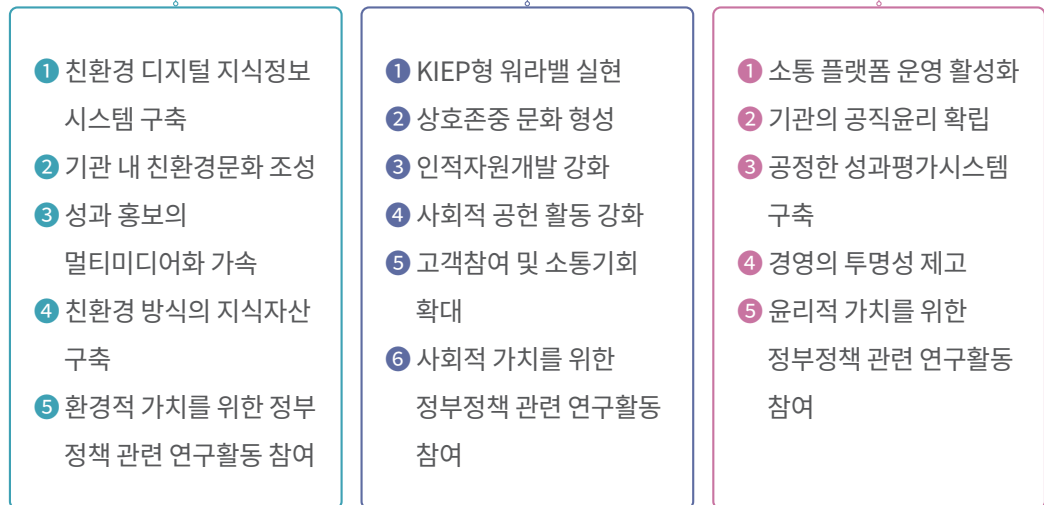 ❶ 친환경 디지털 지식정보
시스템 구축
❷ 기관 내 친환경문화 조성
❸ 성과 홍보의
멀티미디어화 가속
❹ 친환경 방식의 지식자산
구축
❺ 환경적 가치를 위한 정부
정책 관련 연구활동 참여
❶ KIEP형 워라밸 실현
❷ 상호존중 문화 형성
❸ 인적자원개발 강화
❹ 사회적 공헌 활동 강화
❺ 고객참여 및 소통기회
확대
❻ 사회적 가치를 위한
정부정책 관련 연구활동
참여
❶ 소통 플랫폼 운영 활성화
❷ 기관의 공직윤리 확립
❸ 공정한 성과평가시스템
구축
❹ 경영의 투명성 제고
❺ 윤리적 가치를 위한
정부정책 관련 연구활동
참여